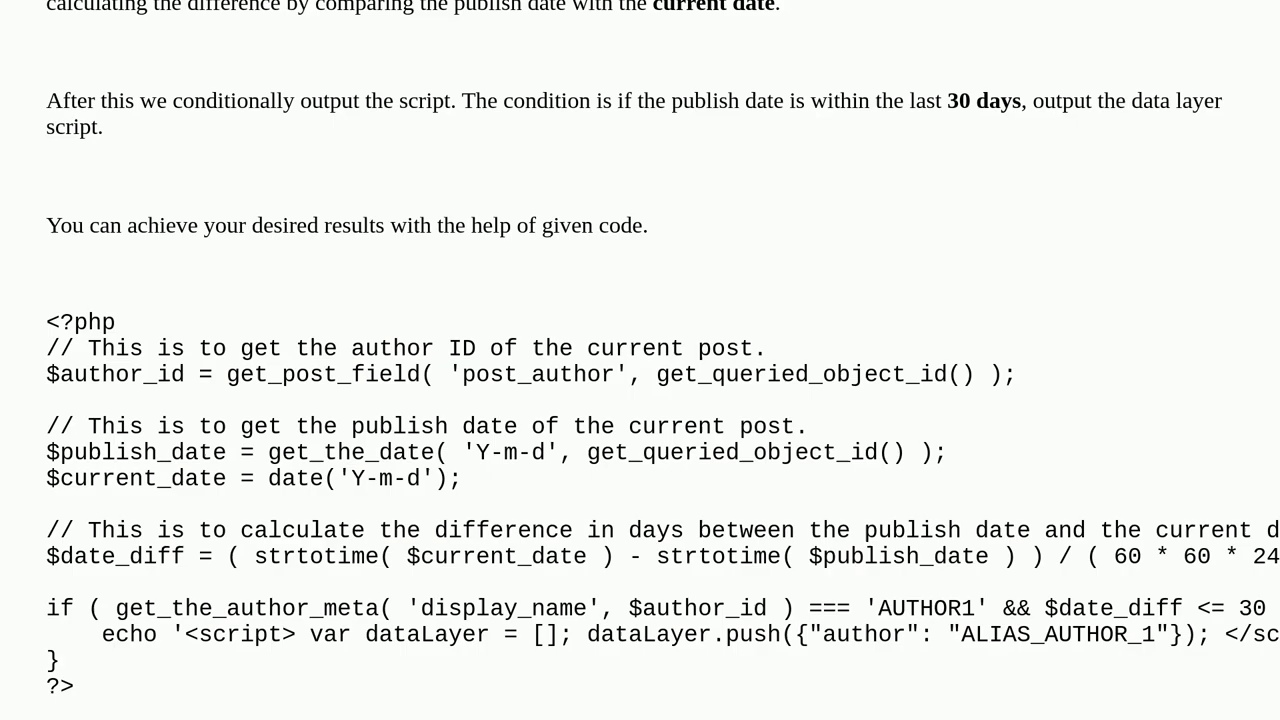 calculating the difference by comparing the publish date with the current date.
After this we conditionally output the script. The condition is if the publish date is within the last 30 days, output the data layer
script.
You can achieve your desired results with the help of given code.
<?php
// This is to get the author ID of the current post.
$author_id = get_post_field( 'post_author', get_queried_object_id() );
// This is to get the publish date of the current post.
$publish_date = get_the_date( 'Y-m-d', get_queried_object_id() );
$current_date = date('Y-m-d');
// This is to calculate the difference in days between the publish date and the current d
$date_diff = ( strtotime( $current_date ) - strtotime( $publish_date ) ) / ( 60 * 60 * 24
if ( get_the_author_meta( 'display_name', $author_id ) === 'AUTHOR1' && $date_diff <= 30
    echo '<script> var dataLayer = []; dataLayer.push({"author": "ALIAS_AUTHOR_1"}); </sc
}
?>